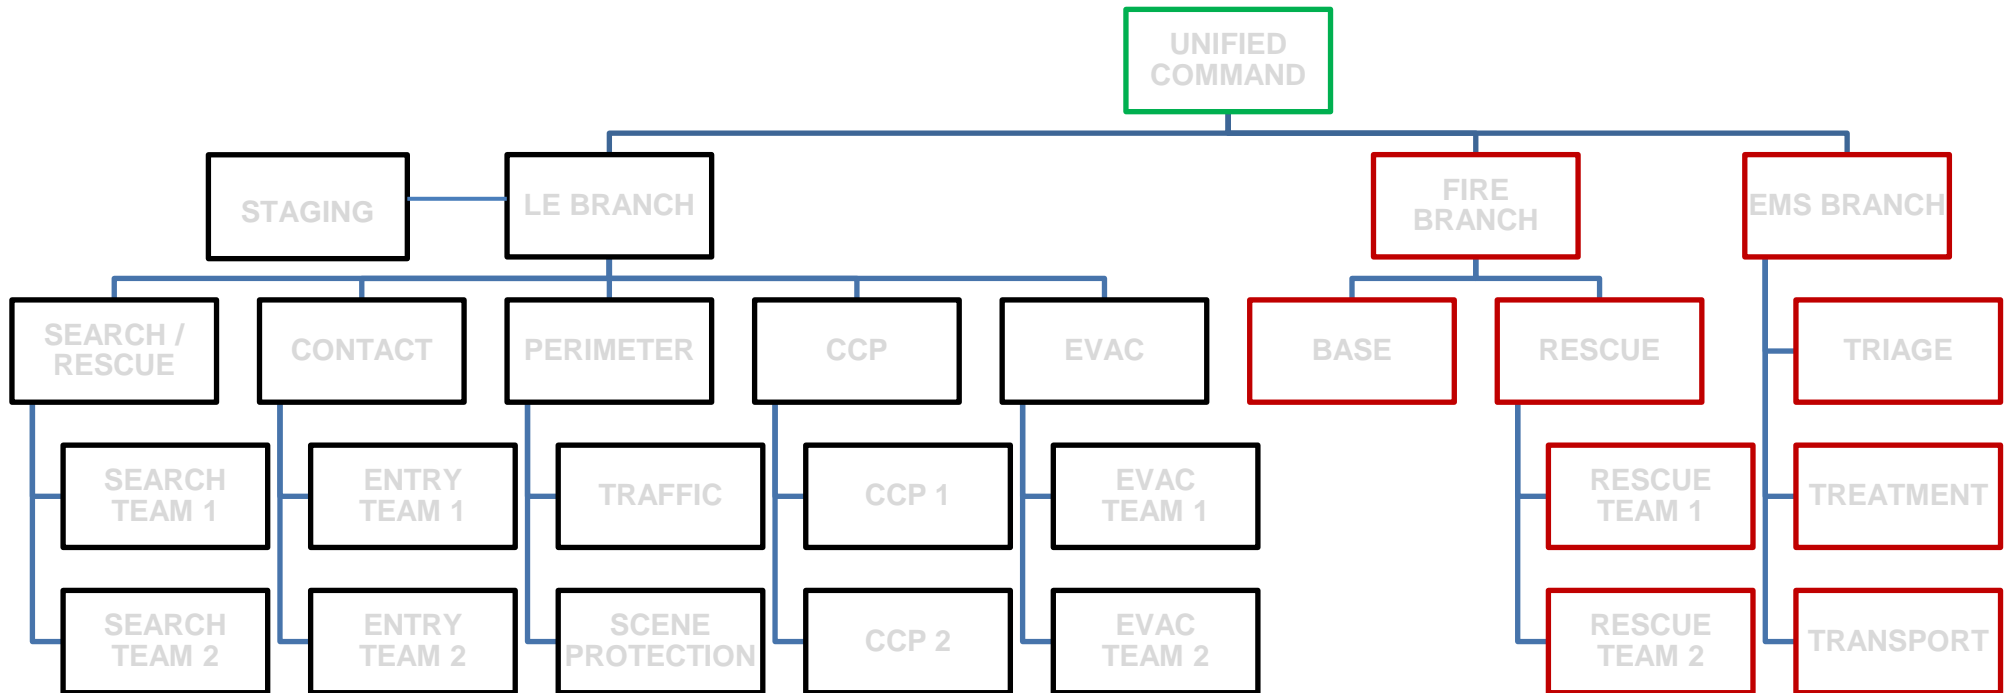 UNIFIED
COMMAND
STAGING
LE BRANCH
FIRE
BRANCH
EMS BRANCH
SEARCH /
RESCUE
CONTACT
PERIMETER
CCP
EVAC
BASE
RESCUE
TRIAGE
SEARCH
TEAM 1
ENTRY
TEAM 1
TRAFFIC
CCP 1
EVAC
TEAM 1
RESCUE
TEAM 1
TREATMENT
SEARCH
TEAM 2
ENTRY
TEAM 2
SCENE
PROTECTION
CCP 2
EVAC
TEAM 2
RESCUE
TEAM 2
TRANSPORT